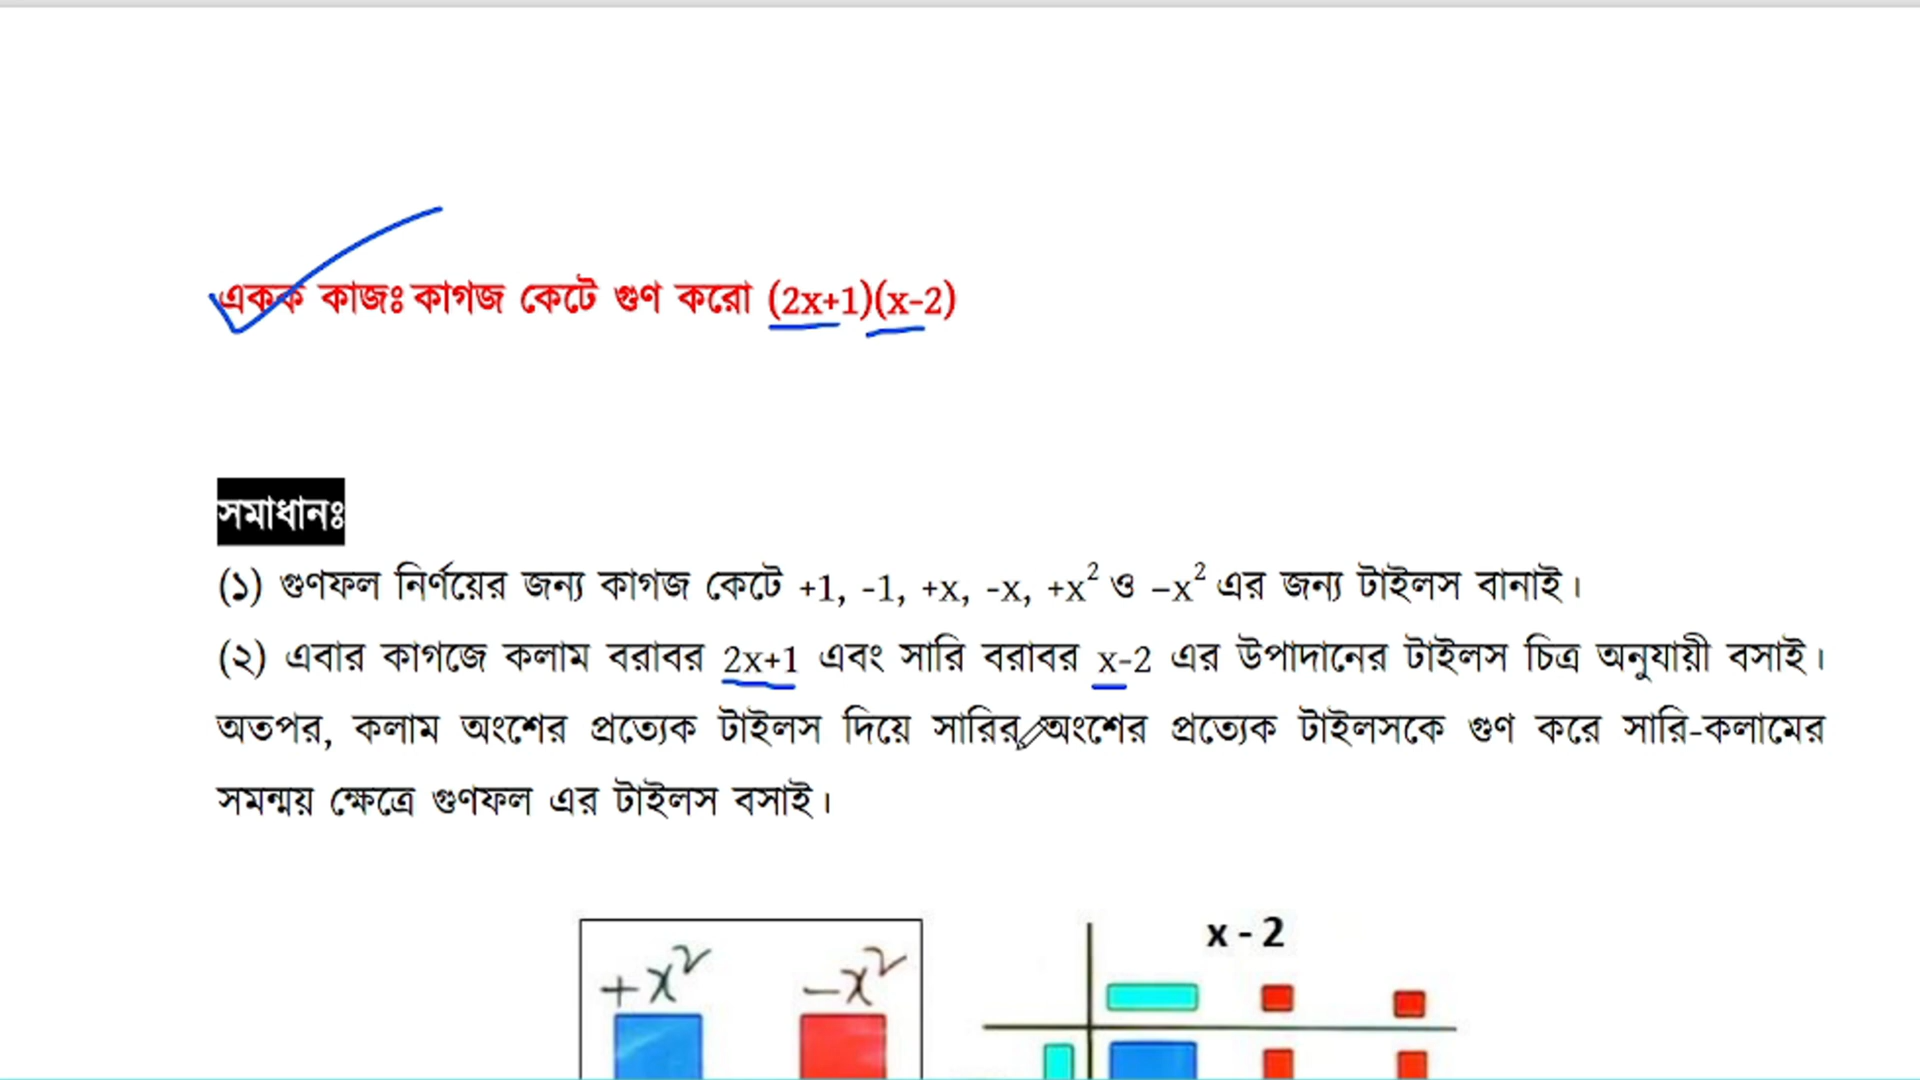 একক কাজঃ কাগজ কেটে গুণ করো (2x+1)(x-2)
সমাধানঃ
(১) গুণফল নির্ণয়ের জন্য কাগজ কেটে +1, -1, +x, -x, +x² ও –x² এর জন্য টাইলস বানাই।
(২) এবার কাগজে কলাম বরাবর 2x+1 এবং সারি বরাবর x-2 এর উপাদানের টাইলস চিত্র অনুযায়ী বসাই।
অতপর, কলাম অংশের প্রত্যেক টাইলস দিয়ে সারির অংশের প্রত্যেক টাইলসকে গুণ করে সারি-কলামের
সমন্ময় ক্ষেত্রে গুণফল এর টাইলস বসাই।
+x² –x²
x - 2